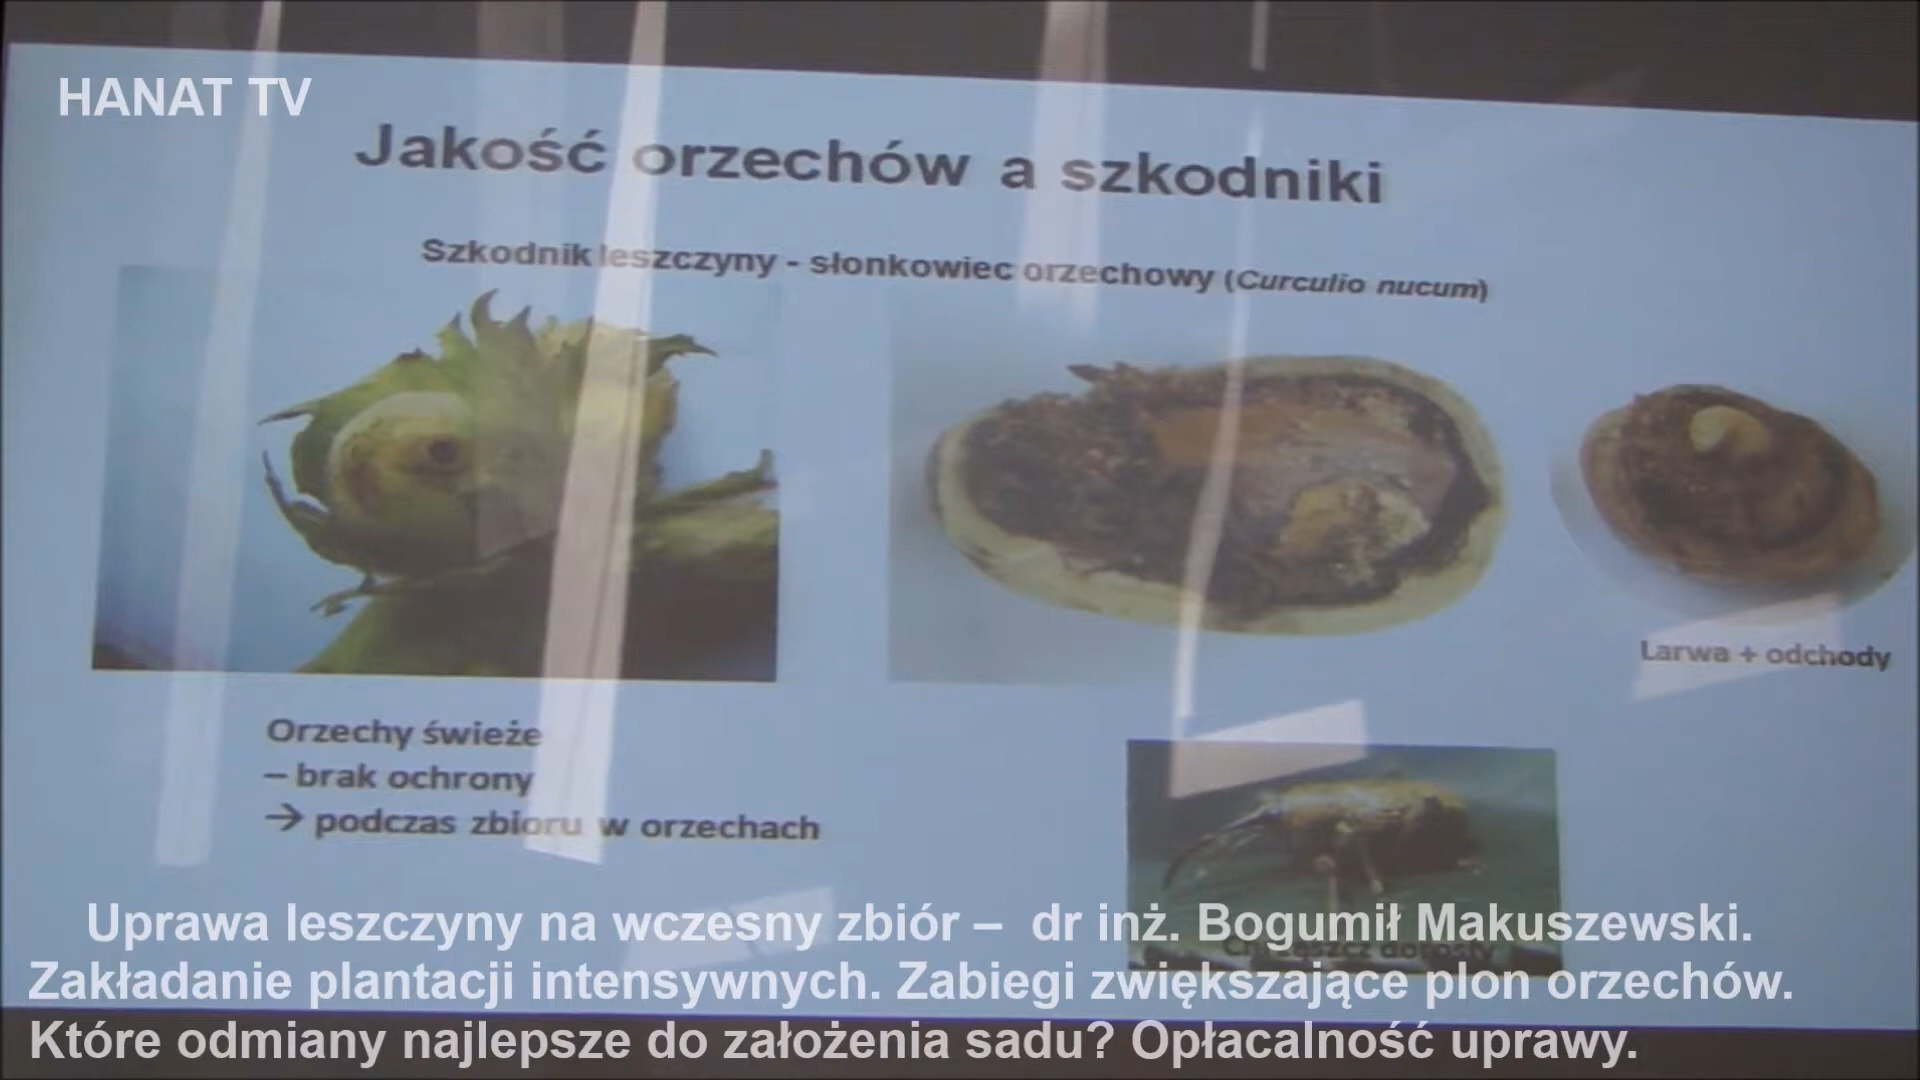 HANAT TV
Jakość orzechów a szkodniki
Szkodnik leszczyny - słonkowiec orzechowy (Curculio nucum)
Larwa + odchody
Orzechy świeże
– brak ochrony
→ podczas zbioru w orzechach
Chrząszcz dorosły
Uprawa leszczyny na wczesny zbiór – dr inż. Bogumił Makuszewski.
Zakładanie plantacji intensywnych. Zabiegi zwiększające plon orzechów.
Które odmiany najlepsze do założenia sadu? Opłacalność uprawy.